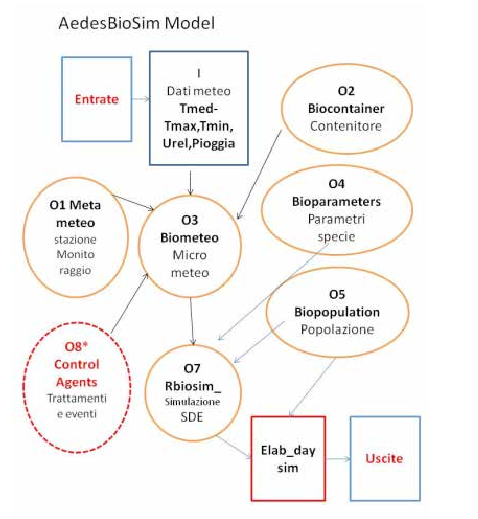 AedesBioSim Model
Entrate
I
Dati meteo
Tmed-
Tmax,Tmin,
Urel,Pioggia
O2
Biocontainer
Contenitore
O1 Meta
meteo
stazione
Monito
raggio
O3
Biometeo
Micro
meteo
O4
Bioparameters
Parametri
specie
O5
Biopopulation
Popolazione
O8*
Control
Agents
Trattamenti
e eventi
O7
Rbiosim_
Simulazione
SDE
Elab_day
sim
Uscite